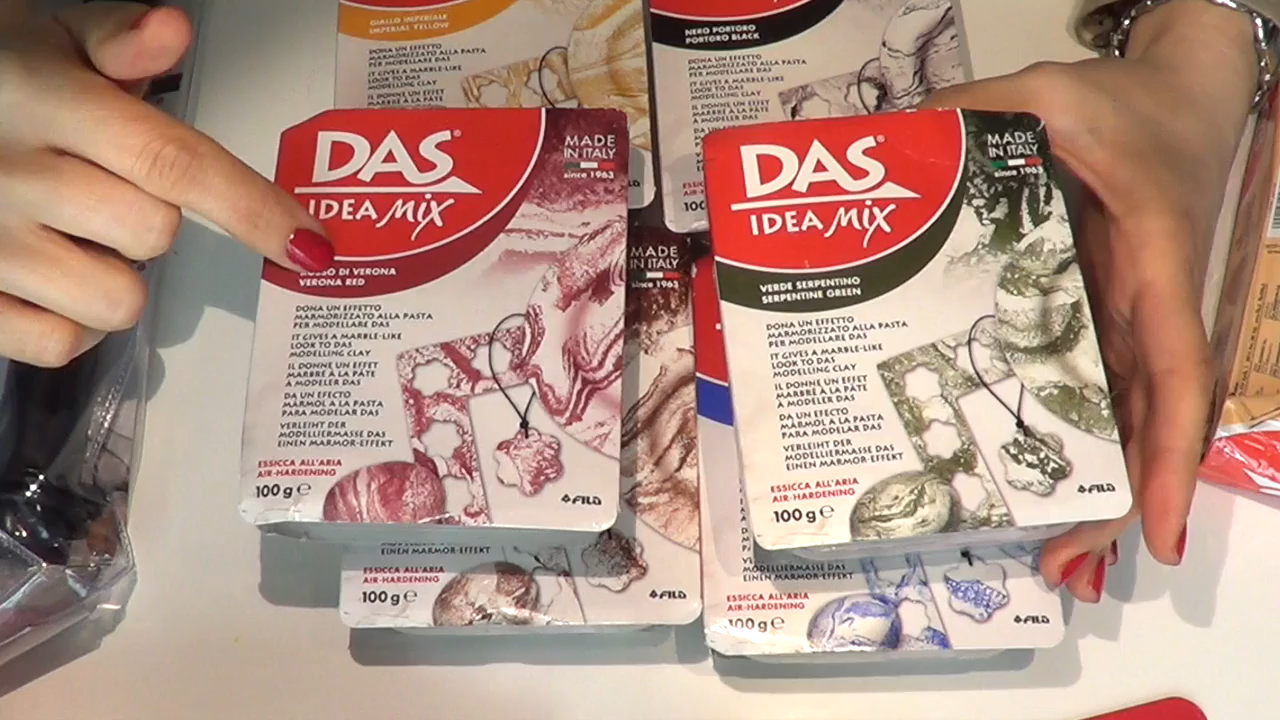 GIALLO IMPERIALE
IMPERIAL YELLOW
DONA UN EFFETTO
MARMORIZZATO ALLA PASTA
PER MODELLARE DAS
IT GIVES A MARBLE-LIKE
LOOK TO DAS
MODELLING CLAY
IL DONNE UN EFFET
MARBRÉ À LA PÂTE
NERO PORTORO
PORTORO BLACK
DONA UN EFFETTO
MARMORIZZATO ALLA PASTA
PER MODELLARE DAS
IT GIVES A MARBLE-LIKE
LOOK TO DAS
MODELLING CLAY
IL DONNE UN EFFET
MARBRÉ À LA PÂTE
À MODELER DAS
DAS®
IDEA MIX
MADE
IN ITALY
since 1963
ROSSO DI VERONA
VERONA RED
DONA UN EFFETTO
MARMORIZZATO ALLA PASTA
PER MODELLARE DAS
IT GIVES A MARBLE-LIKE
LOOK TO DAS
MODELLING CLAY
IL DONNE UN EFFET
MARBRÉ À LA PÂTE
À MODELER DAS
DA UN EFECTO
MÁRMOL A LA PASTA
PARA MODELAR DAS
VERLEIHT DER
MODELLIERMASSE DAS
EINEN MARMOR-EFFEKT
ESSICCA ALL'ARIA
AIR-HARDENING
100 g ℮
FILA
DAS®
IDEA MIX
MADE
IN ITALY
since 1963
VERDE SERPENTINO
SERPENTINE GREEN
DONA UN EFFETTO
MARMORIZZATO ALLA PASTA
PER MODELLARE DAS
IT GIVES A MARBLE-LIKE
LOOK TO DAS
MODELLING CLAY
IL DONNE UN EFFET
MARBRÉ À LA PÂTE
À MODELER DAS
DA UN EFECTO
MÁRMOL A LA PASTA
PARA MODELAR DAS
VERLEIHT DER
MODELLIERMASSE DAS
EINEN MARMOR-EFFEKT
ESSICCA ALL'ARIA
AIR-HARDENING
100 g ℮
FILA
MADE
IN ITALY
since 1963
EINEN MARMOR-EFFEKT
ESSICCA ALL'ARIA
AIR-HARDENING
100 g ℮
FILA
MODELLIERMASSE DAS
EINEN MARMOR-EFFEKT
ESSICCA ALL'ARIA
AIR-HARDENING
100 g ℮
FILA